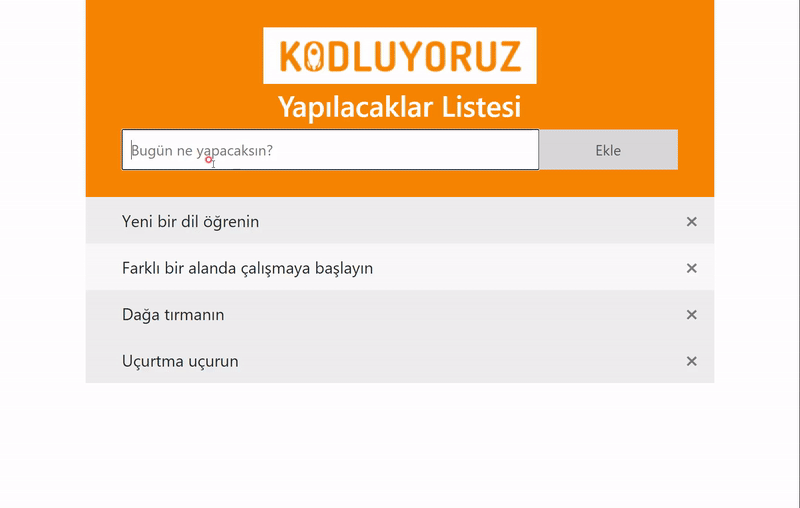 KODLUYORUZ
Yapılacaklar Listesi
Bugün ne yapacaksın?
Ekle
Yeni bir dil öğrenin
Farklı bir alanda çalışmaya başlayın
Dağa tırmanın
Uçurtma uçurun